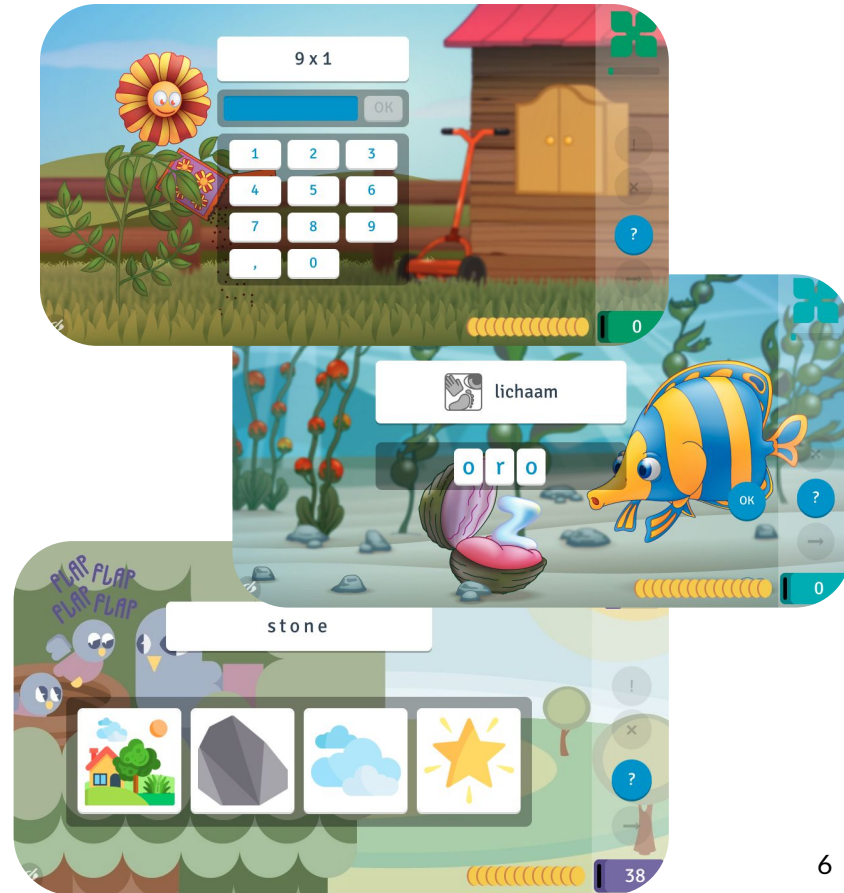 9 x 1
OK
1 2 3
4 5 6
7 8 9
, 0
!
×
?
→
0
lichaam
o r o
z
OK
×
?
→
0
FLAP FLAP
FLAP FLAP
stone
!
×
?
→
38
6